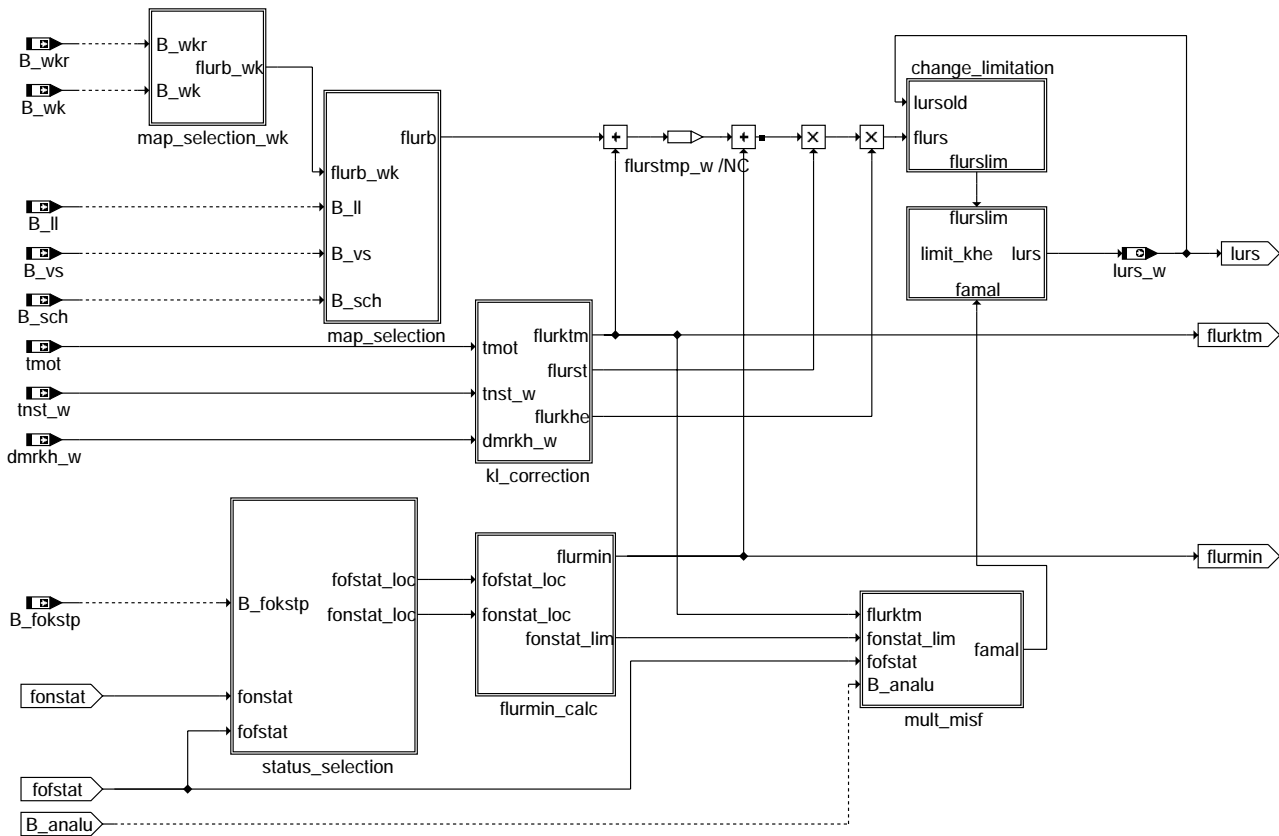 B_wkr
B_wk
B_wkr
B_wk
flurb_wk
map_selection_wk
flurb
flurb_wk
B_ll
B_vs
B_sch
map_selection
B_ll
B_vs
B_sch
tmot
tnst_w
dmrkh_w
tmot
tnst_w
dmrkh_w
flurktm
flurst
flurkhe
kl_correction
+
flurstmp_w /NC
+
×
×
change_limitation
lursold
flurs
flurslim
flurslim
limit_khe
lurs
famal
lurs_w
lurs
flurktm
B_fokstp
fonstat
fofstat
B_analu
B_fokstp
fonstat
fofstat
fofstat_loc
fonstat_loc
status_selection
fofstat_loc
fonstat_loc
flurmin
fonstat_lim
flurmin_calc
flurmin
flurktm
fonstat_lim
fofstat
B_analu
famal
mult_misf